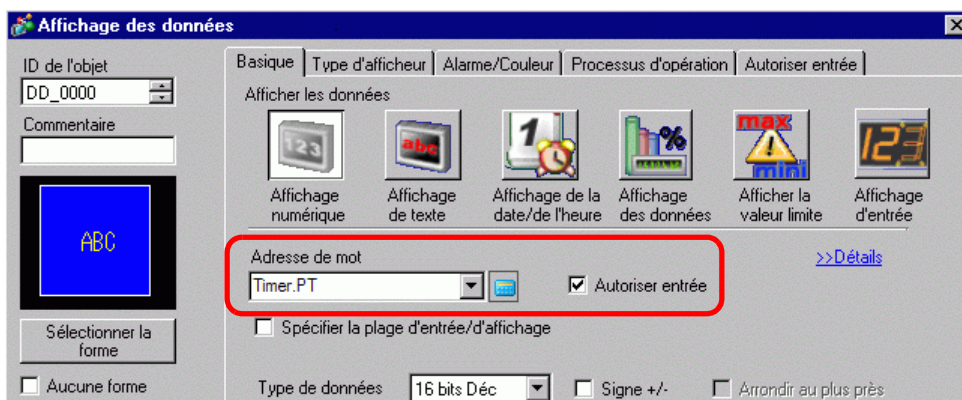 Affichage des données
ID de l'objet
DD_0000
Commentaire
ABC
Sélectionner la
forme
Aucune forme
Basique Type d'afficheur Alarme/Couleur Processus d'opération Autoriser entrée
Afficher les données
123 abc 1 % max mini 123
Affichage
numérique
Affichage
de texte
Affichage de la
date/de l'heure
Affichage
des données
Afficher la
valeur limite
Affichage
d'entrée
Adresse de mot
>>Détails
Timer.PT
Autoriser entrée
Spécifier la plage d'entrée/d'affichage
Type de données 16 bits Déc Signe +/- Arrondir au plus près